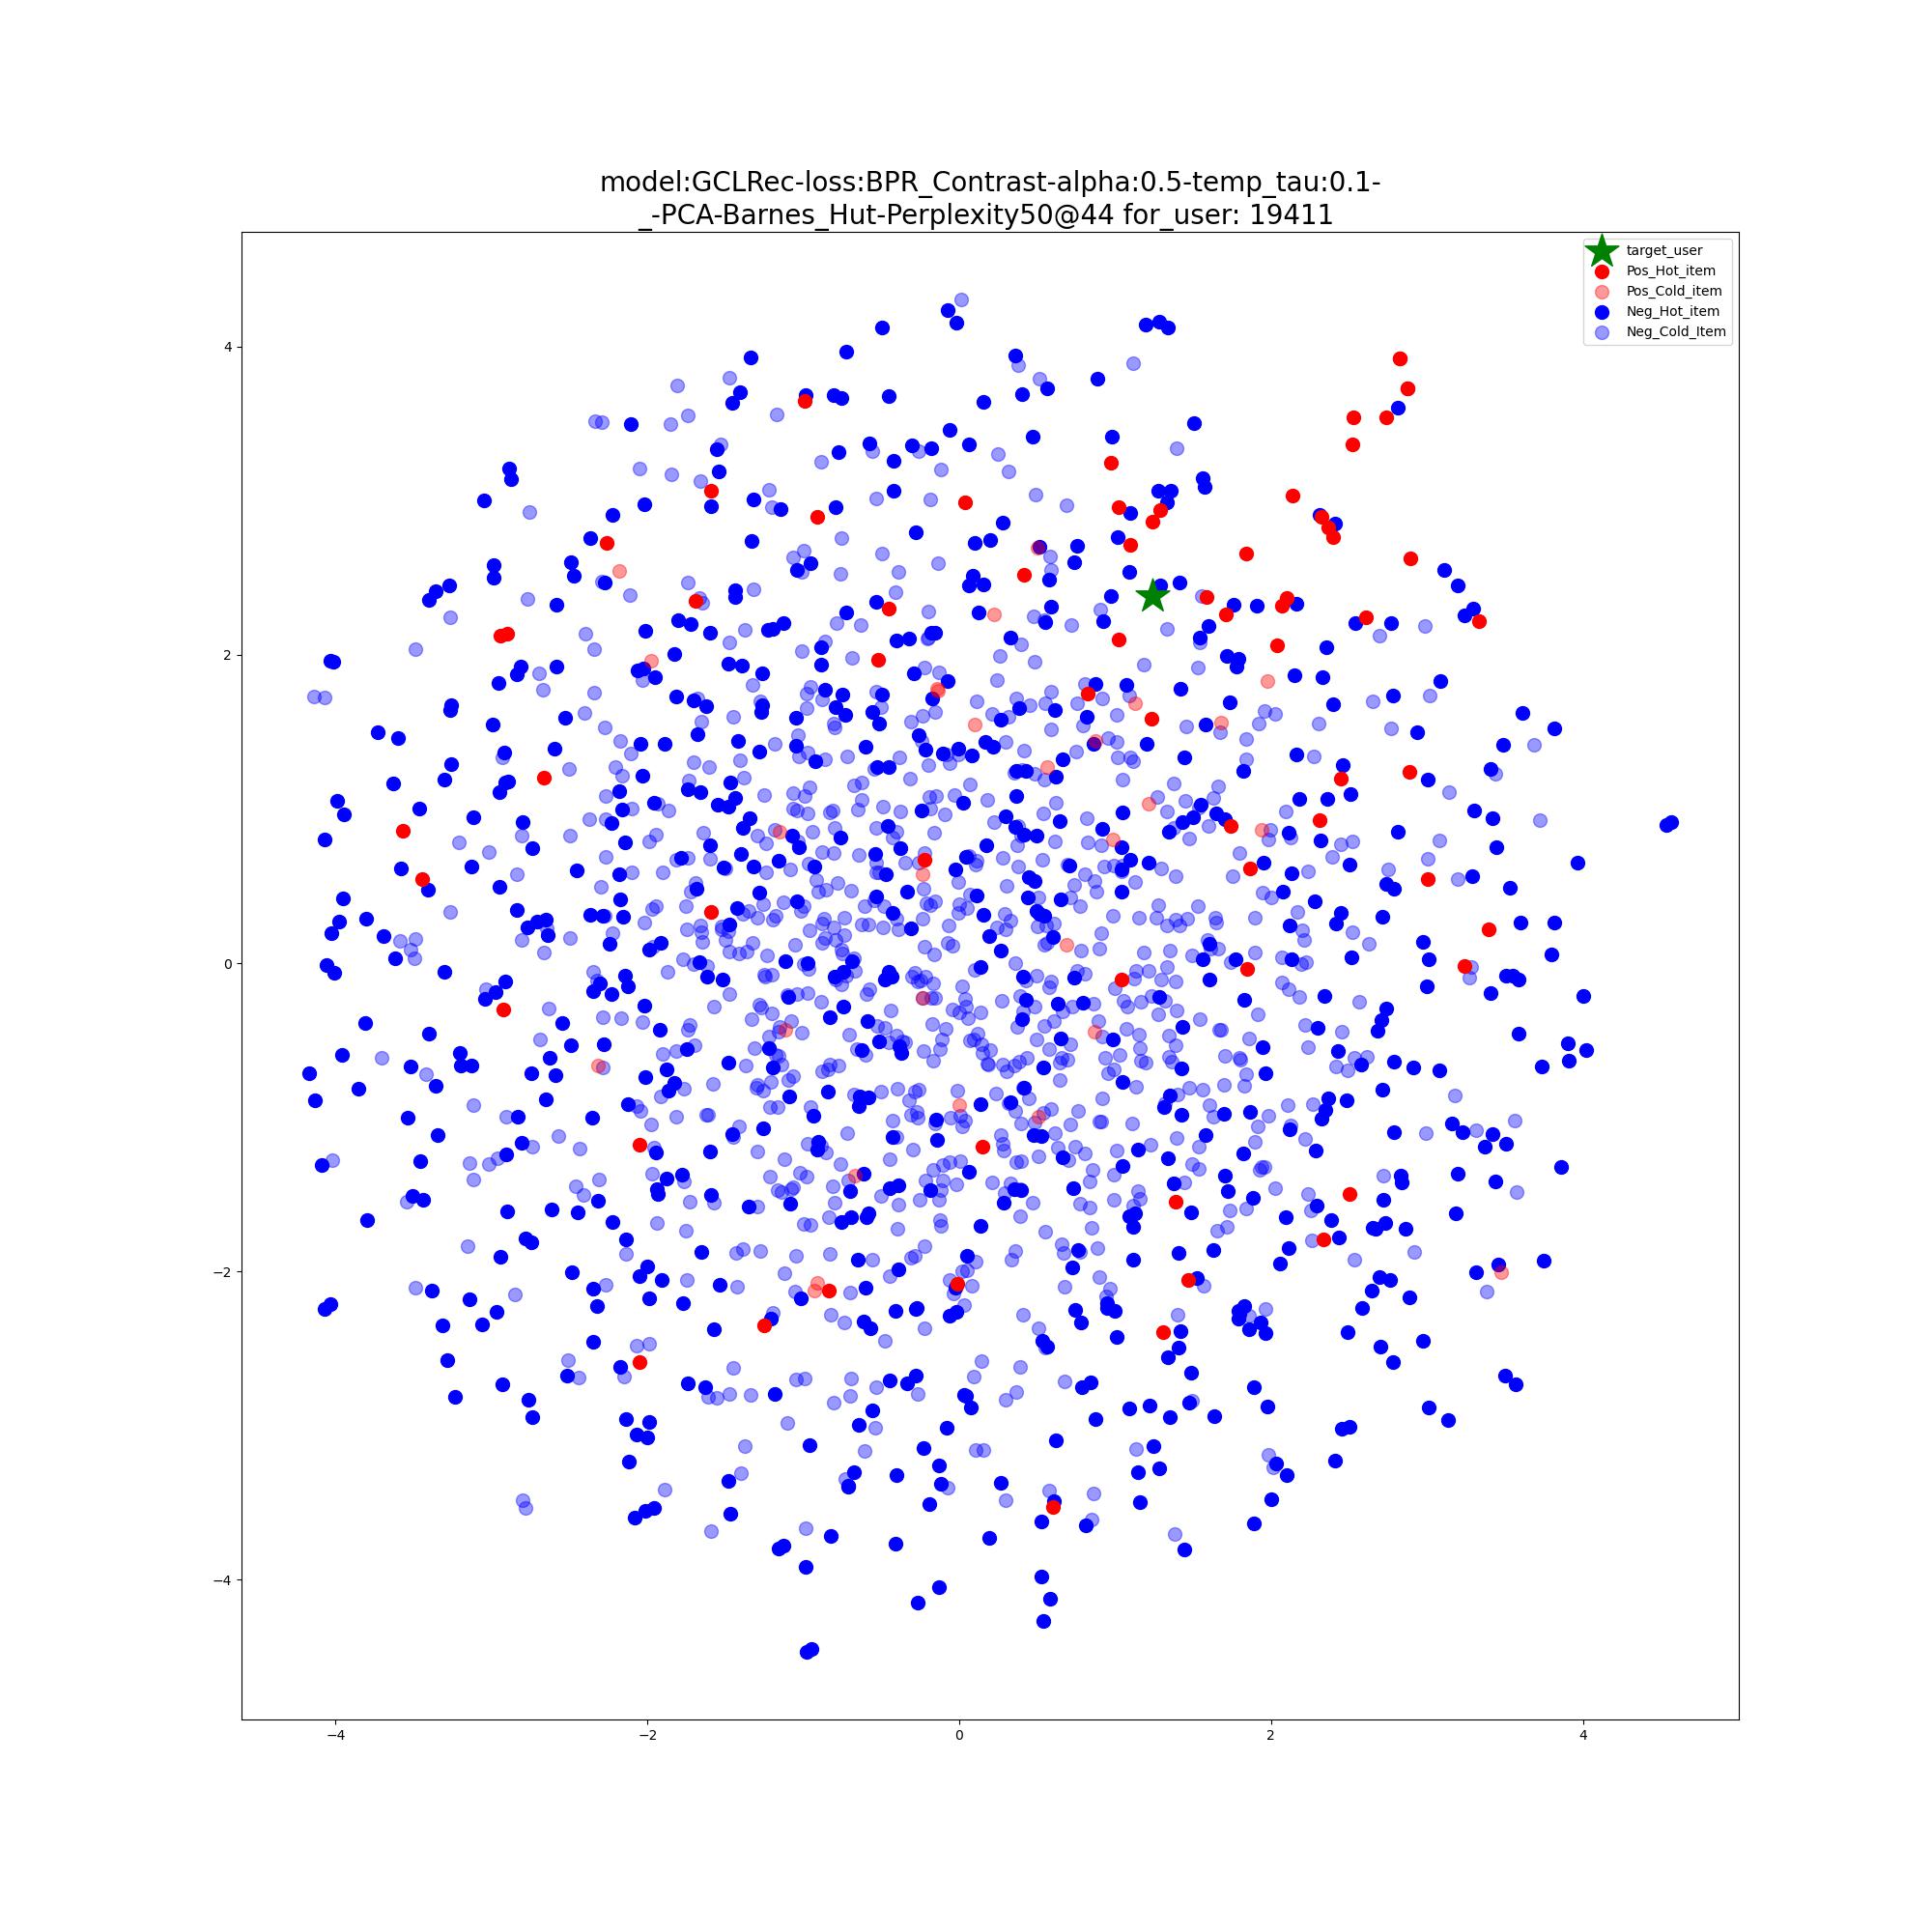 model:GCLRec-loss:BPR_Contrast-alpha:0.5-temp_tau:0.1-
_-PCA-Barnes_Hut-Perplexity50@44 for_user: 19411
target_user
Pos_Hot_item
Pos_Cold_item
Neg_Hot_item
Neg_Cold_Item
4
2
0
−2
−4
−4
−2
0
2
4